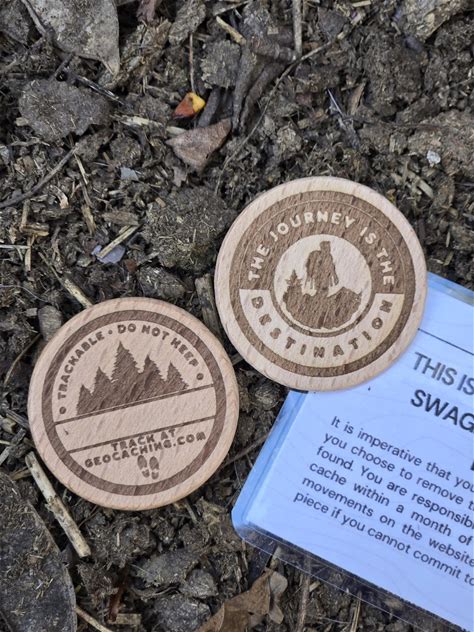 THE JOURNEY IS THE
DESTINATION
TRACKABLE • DO NOT KEEP •
TRACK AT
GEOCACHING.COM
THIS IS
SWAG
It is imperative that you
you choose to remove
found. You are responsib
cache within a month of
movements on the website
piece if you cannot commit to